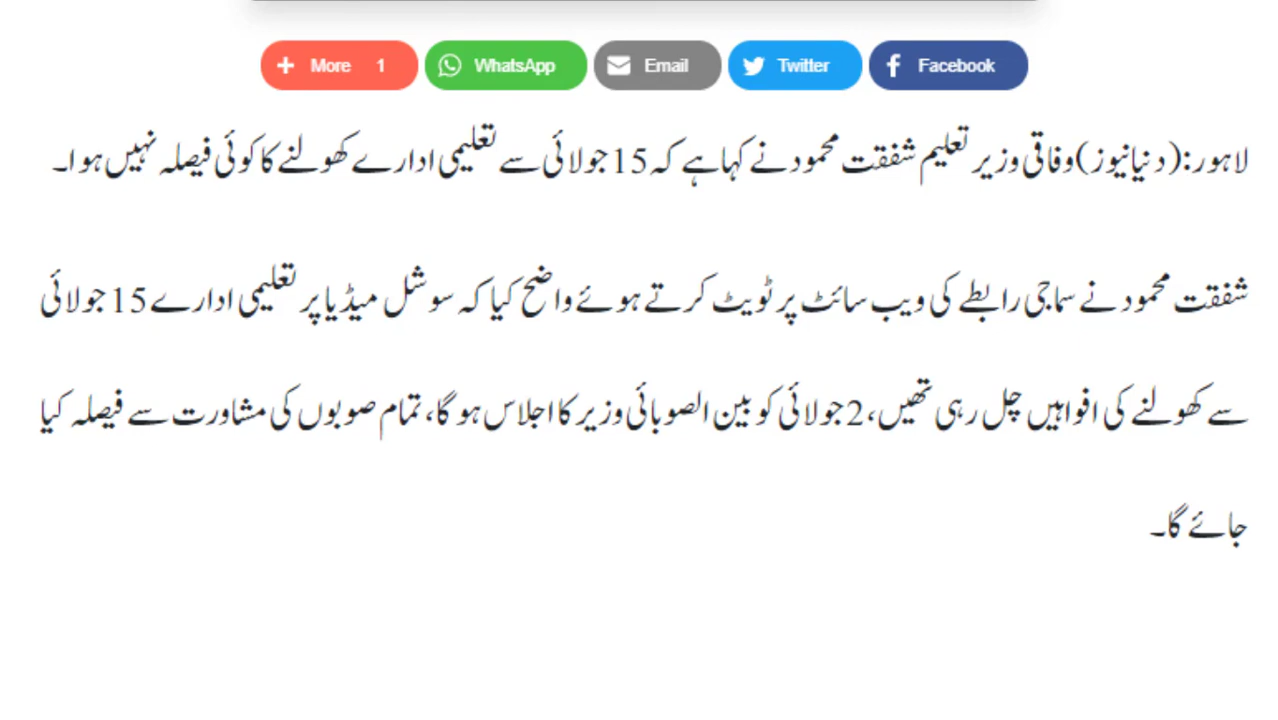 More 1 WhatsApp Email Twitter Facebook
لاہور: (دنیا نیوز) وفاقی وزیر تعلیم شفقت محمود نے کہا ہے کہ 15 جولائی سے تعلیمی ادارے کھولنے کا کوئی فیصلہ نہیں ہوا۔
شفقت محمود نے سماجی رابطے کی ویب سائٹ پر ٹویٹ کرتے ہوئے واضح کیا کہ سوشل میڈیا پر تعلیمی ادارے 15 جولائی
سے کھولنے کی افواہیں چل رہی تھیں، 2 جولائی کو بین الصوبائی وزیر کا اجلاس ہو گا، تمام صوبوں کی مشاورت سے فیصلہ کیا
جائے گا۔